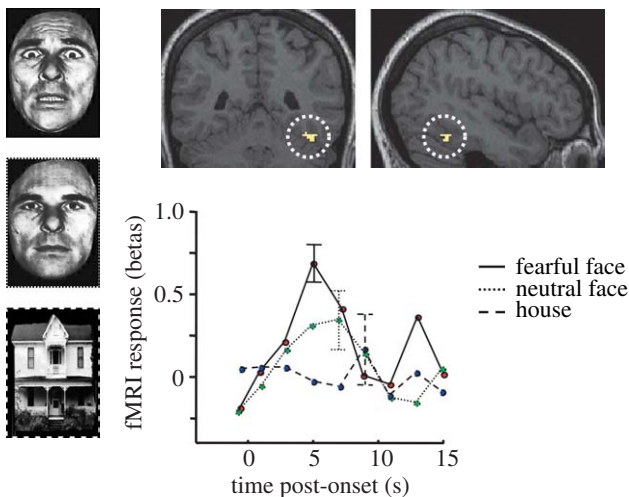 1.0
0.5
0
fMRI response (betas)
0 5 10 15
time post-onset (s)
fearful face
neutral face
house